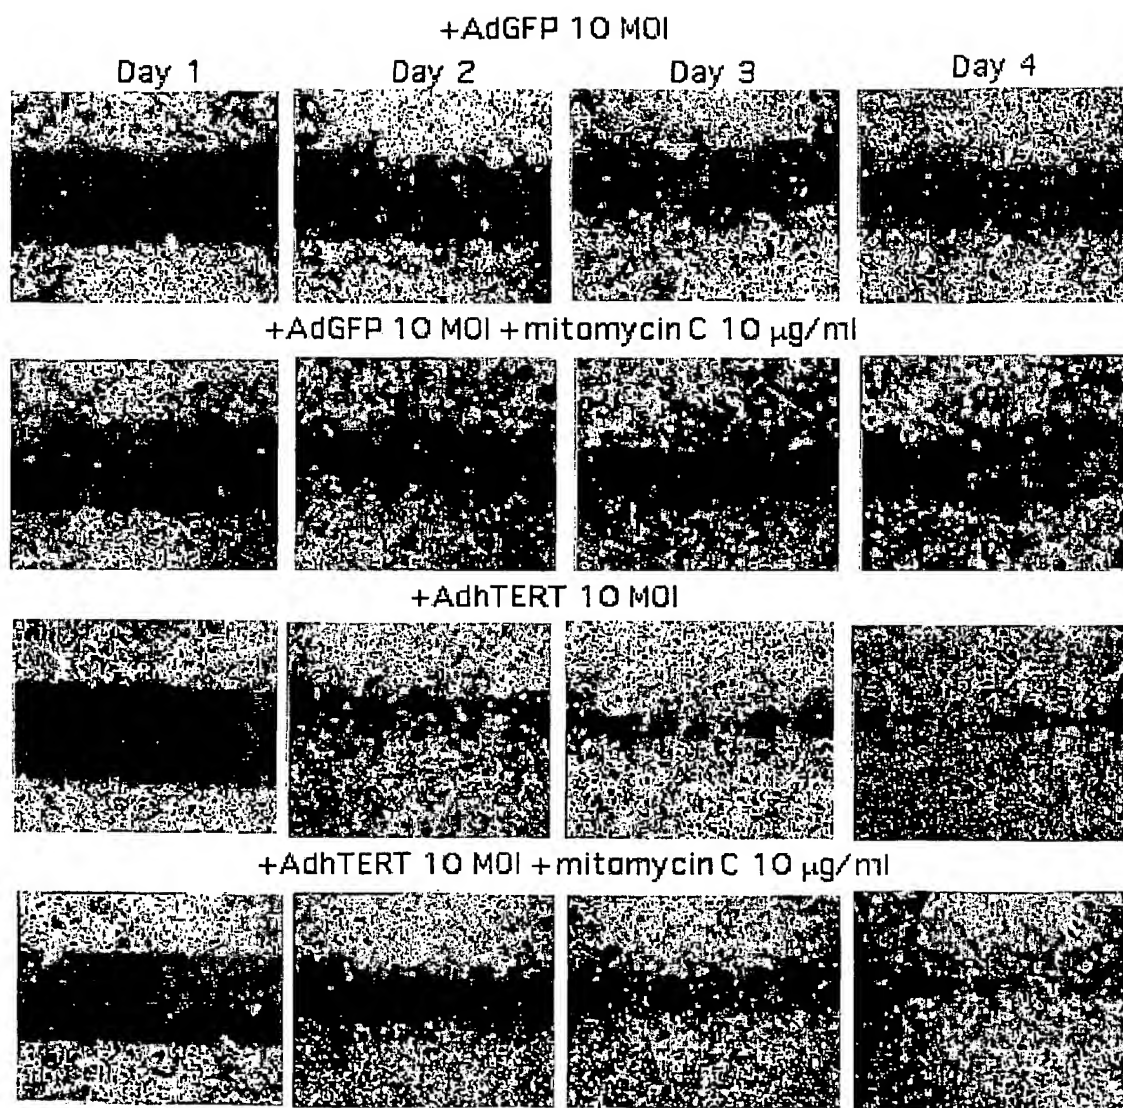 +AdGFP 10 MOI
Day 1 Day 2 Day 3 Day 4
+AdGFP 10 MOI + mitomycin C 10 µg/ml
+AdhTERT 10 MOI
+AdhTERT 10 MOI + mitomycin C 10 µg/ml